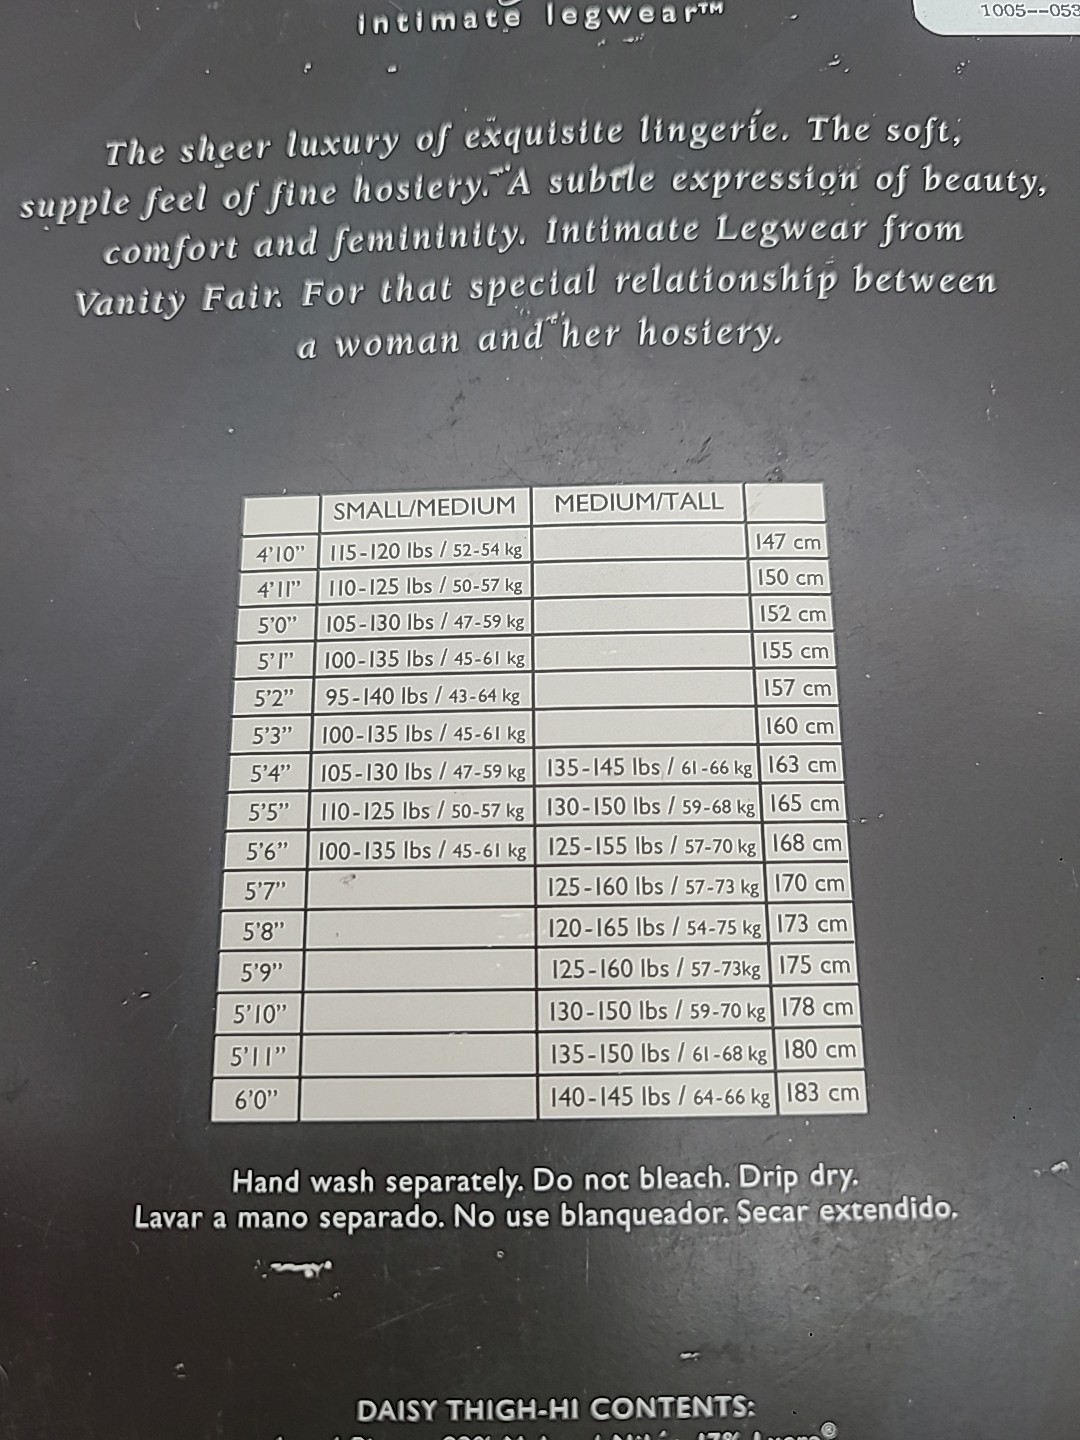 intimate legwear™
1005--053
The sheer luxury of exquisite lingerie. The soft,
supple feel of fine hosiery. A subtle expression of beauty,
comfort and femininity. Intimate Legwear from
Vanity Fair. For that special relationship between
a woman and her hosiery.
SMALL/MEDIUM MEDIUM/TALL
4'10” 115-120 lbs / 52-54 kg 147 cm
4'11” 110-125 lbs / 50-57 kg 150 cm
5'0” 105-130 lbs / 47-59 kg 152 cm
5'1” 100-135 lbs / 45-61 kg 155 cm
5'2” 95-140 lbs / 43-64 kg 157 cm
5'3” 100-135 lbs / 45-61 kg 160 cm
5'4” 105-130 lbs / 47-59 kg 135-145 lbs / 61-66 kg 163 cm
5'5” 110-125 lbs / 50-57 kg 130-150 lbs / 59-68 kg 165 cm
5'6” 100-135 lbs / 45-61 kg 125-155 lbs / 57-70 kg 168 cm
5'7” 125-160 lbs / 57-73 kg 170 cm
5'8” 120-165 lbs / 54-75 kg 173 cm
5'9” 125-160 lbs / 57-73kg 175 cm
5'10” 130-150 lbs / 59-70 kg 178 cm
5'11” 135-150 lbs / 61-68 kg 180 cm
6'0” 140-145 lbs / 64-66 kg 183 cm
Hand wash separately. Do not bleach. Drip dry.
Lavar a mano separado. No use blanqueador. Secar extendido.
DAISY THIGH-HI CONTENTS: